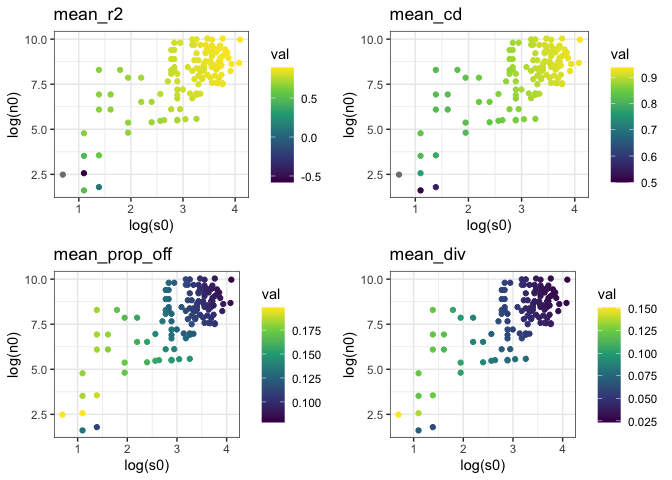 mean_r2
10.0
7.5
5.0
2.5
log(n0)
1 2 3 4
log(s0)
val
0.5
0.0
-0.5
mean_cd
10.0
7.5
5.0
2.5
log(n0)
1 2 3 4
log(s0)
val
0.9
0.8
0.7
0.6
0.5
mean_prop_off
10.0
7.5
5.0
2.5
log(n0)
1 2 3 4
log(s0)
val
0.175
0.150
0.125
0.100
mean_div
10.0
7.5
5.0
2.5
log(n0)
1 2 3 4
log(s0)
val
0.150
0.125
0.100
0.075
0.050
0.025